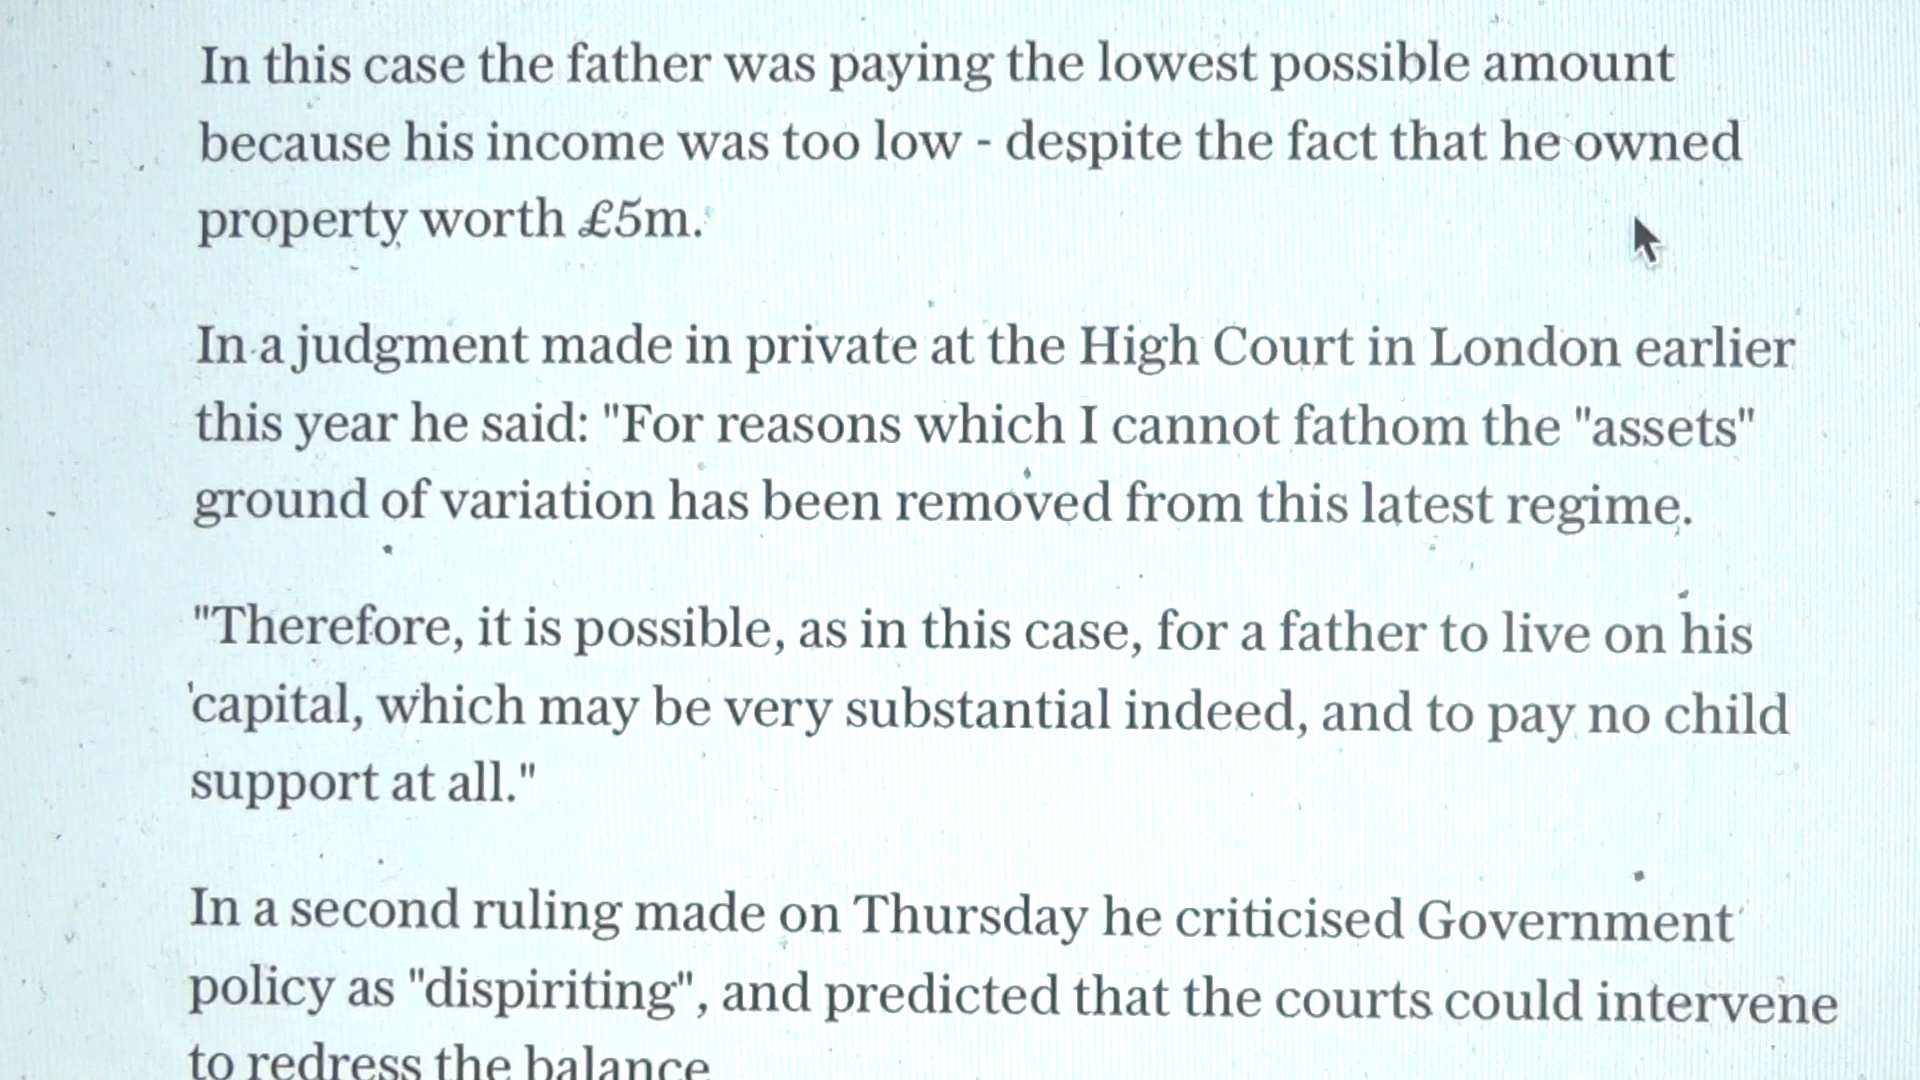 In this case the father was paying the lowest possible amount
because his income was too low - despite the fact that he owned
property worth £5m.
In a judgment made in private at the High Court in London earlier
this year he said: "For reasons which I cannot fathom the "assets"
ground of variation has been removed from this latest regime.
"Therefore, it is possible, as in this case, for a father to live on his
capital, which may be very substantial indeed, and to pay no child
support at all."
In a second ruling made on Thursday he criticised Government
policy as "dispiriting", and predicted that the courts could intervene
to redress the balance